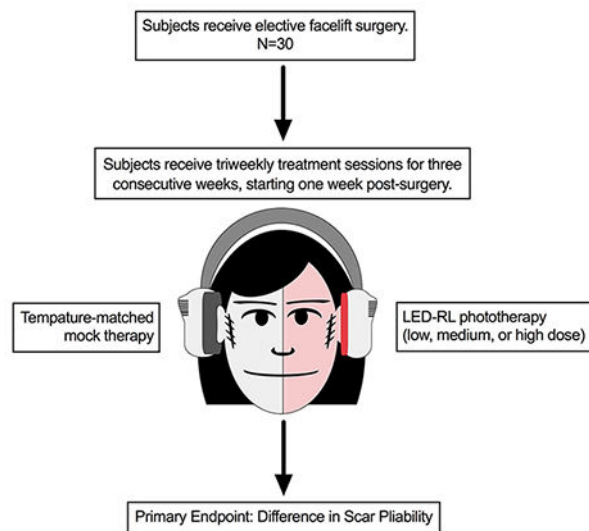 Subjects receive elective facelift surgery.
N=30
Subjects receive triweekly treatment sessions for three
consecutive weeks, starting one week post-surgery.
Tempature-matched
mock therapy
LED-RL phototherapy
(low, medium, or high dose)
Primary Endpoint: Difference in Scar Pliability